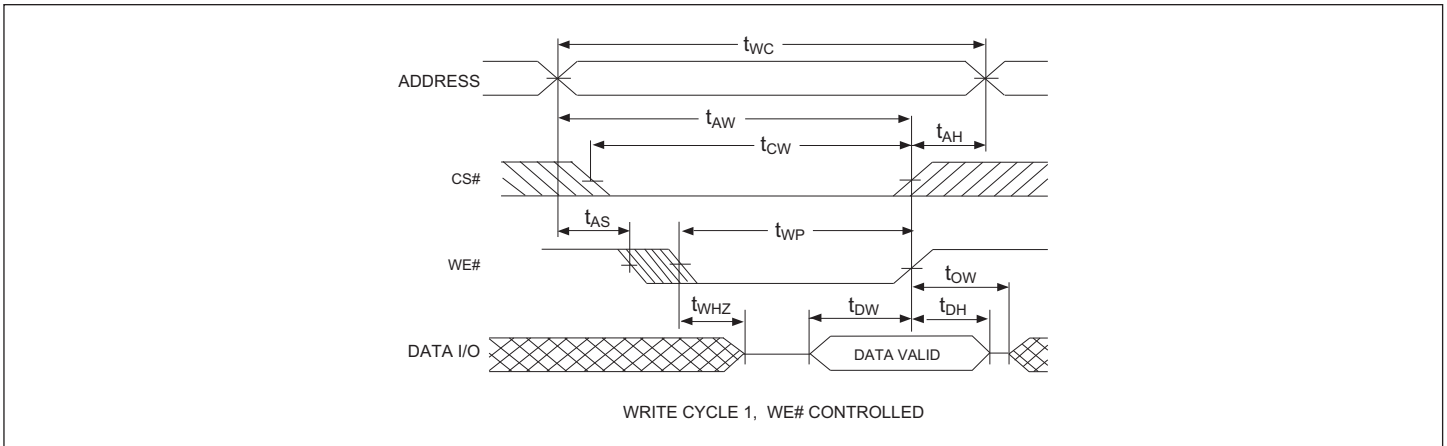 tWC
ADDRESS
tAW
tAH
tCW
CS#
tAS
tWP
WE#
tOW
tWHZ
tDW
tDH
DATA I/O
DATA VALID
WRITE CYCLE 1, WE# CONTROLLED